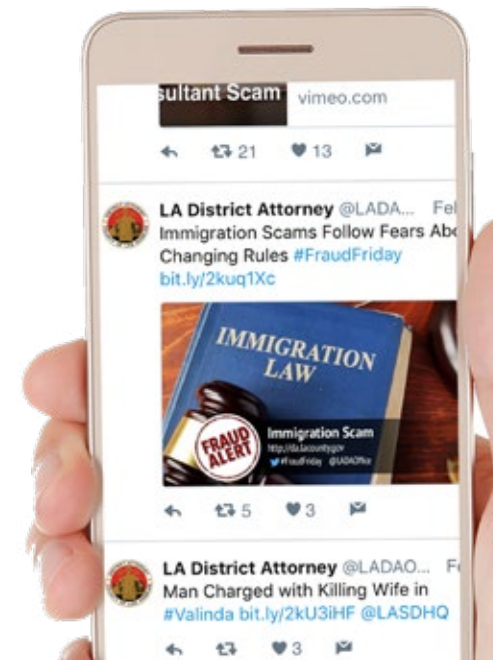 sultant Scam
vimeo.com
21 13
LA District Attorney @LADA... Fel
Immigration Scams Follow Fears Abo
Changing Rules #FraudFriday
bit.ly/2kuq1Xc
IMMIGRATION
LAW
FRAUD
ALERT
Immigration Scam
http://da.lacounty.gov
#FraudFriday @LADAOffice
5 3
LA District Attorney @LADAO... Fe
Man Charged with Killing Wife in
#Valinda bit.ly/2kU3iHF @LASDHQ
3